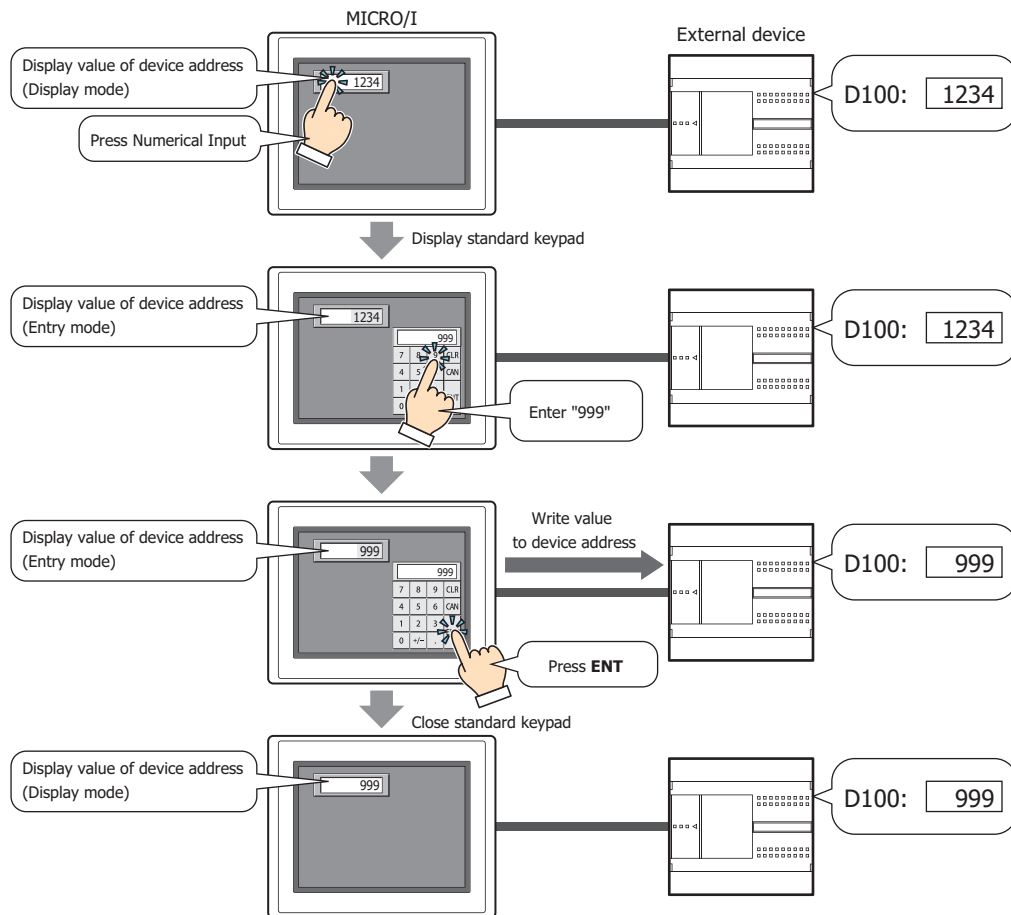 MICRO/I
External device
Display value of device address
(Display mode)
1234
Press Numerical Input
D100: 1234
Display standard keypad
Display value of device address
(Entry mode)
1234
999
7 8 9 CLR
4 5 CAN
1
0
Enter "999"
D100: 1234
Display value of device address
(Entry mode)
999
999
7 8 9 CLR
4 5 6 CAN
1 2 3
0 +/- .
Press ENT
Write value
to device address
D100: 999
Close standard keypad
Display value of device address
(Display mode)
999
D100: 999